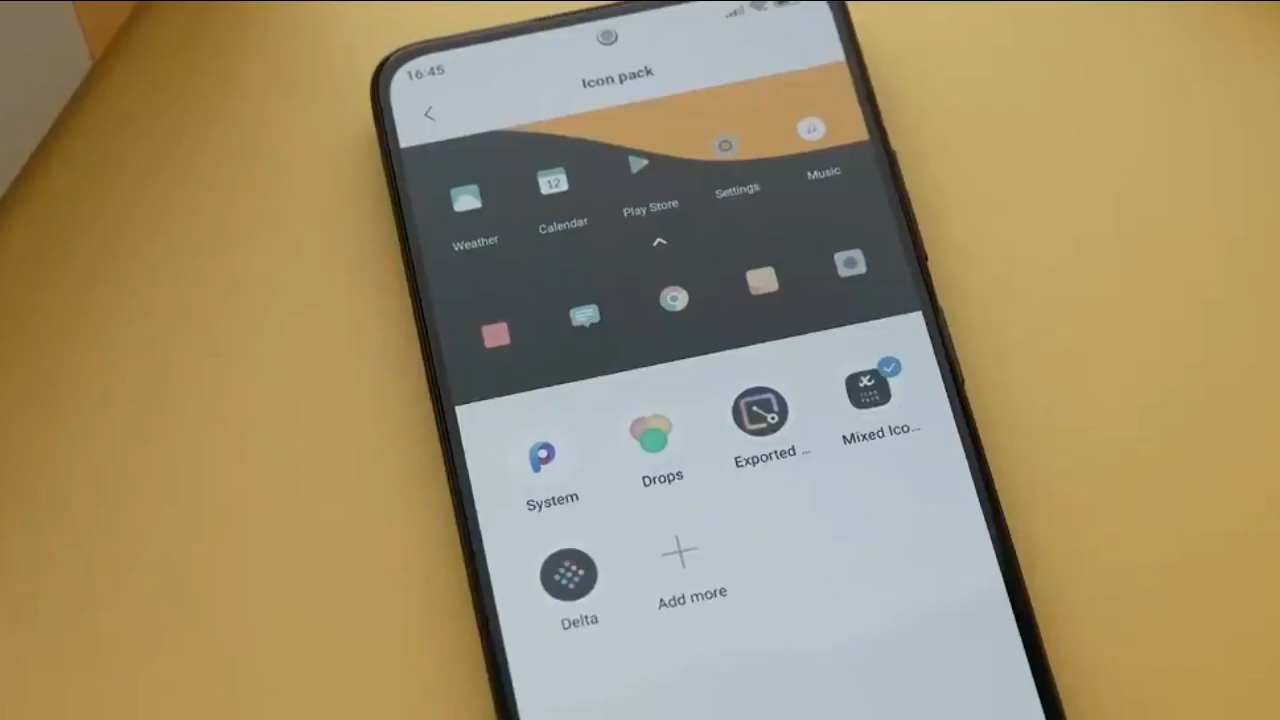 16:45
Icon pack
Weather
12
Calendar
Play Store
Settings
Music
System
Drops
Exported ...
Mixed Ico...
Delta
Add more